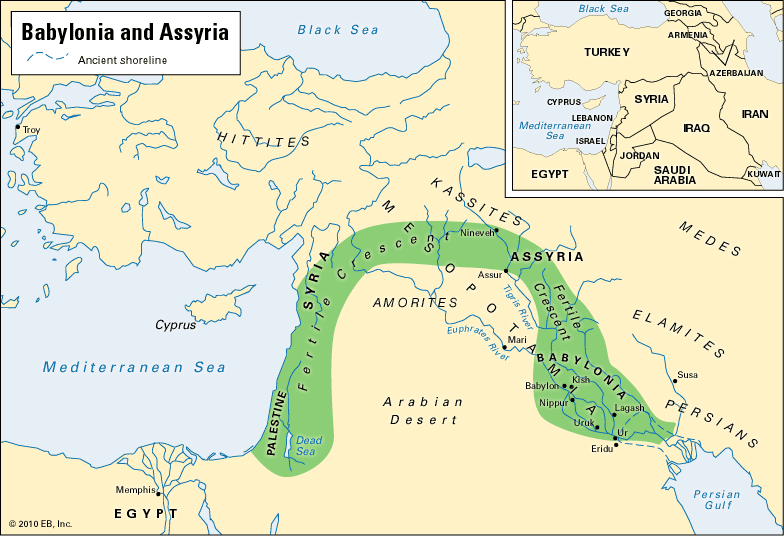 Babylonia and Assyria
Ancient shoreline
Black Sea
Troy
HITTITES
KASSITES
MESOPOTAMIA
Nineveh
ASSYRIA
MEDES
Assur
SYRIA
Fertile Crescent
Fertile
Crescent
AMORITES
Tigris River
Euphrates River
Mari
Cyprus
Mediterranean Sea
ELAMITES
BABYLONIA
Babylon
Kish
Nippur
Susa
Lagash
PERSIANS
Uruk
Ur
Eridu
Arabian
Desert
PALESTINE
Dead
Sea
Memphis
EGYPT
Persian
Gulf
© 2010 EB, Inc.
Black Sea
GEORGIA
ARMENIA
TURKEY
AZERBAIJAN
CYPRUS
SYRIA
LEBANON
Mediterranean
Sea
IRAQ
IRAN
ISRAEL
JORDAN
EGYPT
SAUDI
ARABIA
KUWAIT